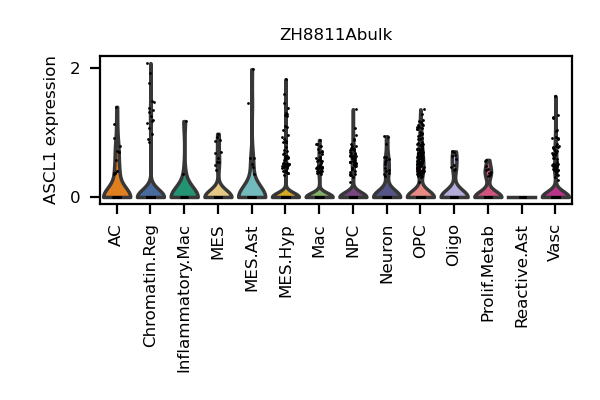 ZH8811Abulk
ASCL1 expression
2
0
AC
Chromatin.Reg
Inflammatory.Mac
MES
MES.Ast
MES.Hyp
Mac
NPC
Neuron
OPC
Oligo
Prolif.Metab
Reactive.Ast
Vasc